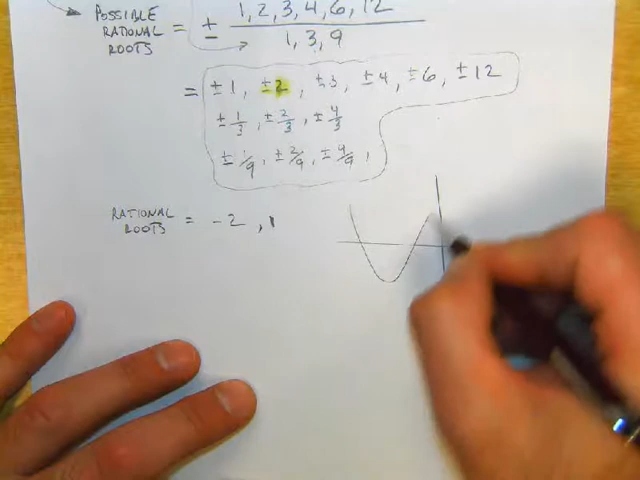 POSSIBLE RATIONAL ROOTS = ± 1, 2, 3, 4, 6, 12 / 1, 3, 9
= ±1, ±2, ±3, ±4, ±6, ±12
±1/3, ±2/3, ±4/3
±1/9, ±2/9, ±4/9,
RATIONAL ROOTS = -2, 1